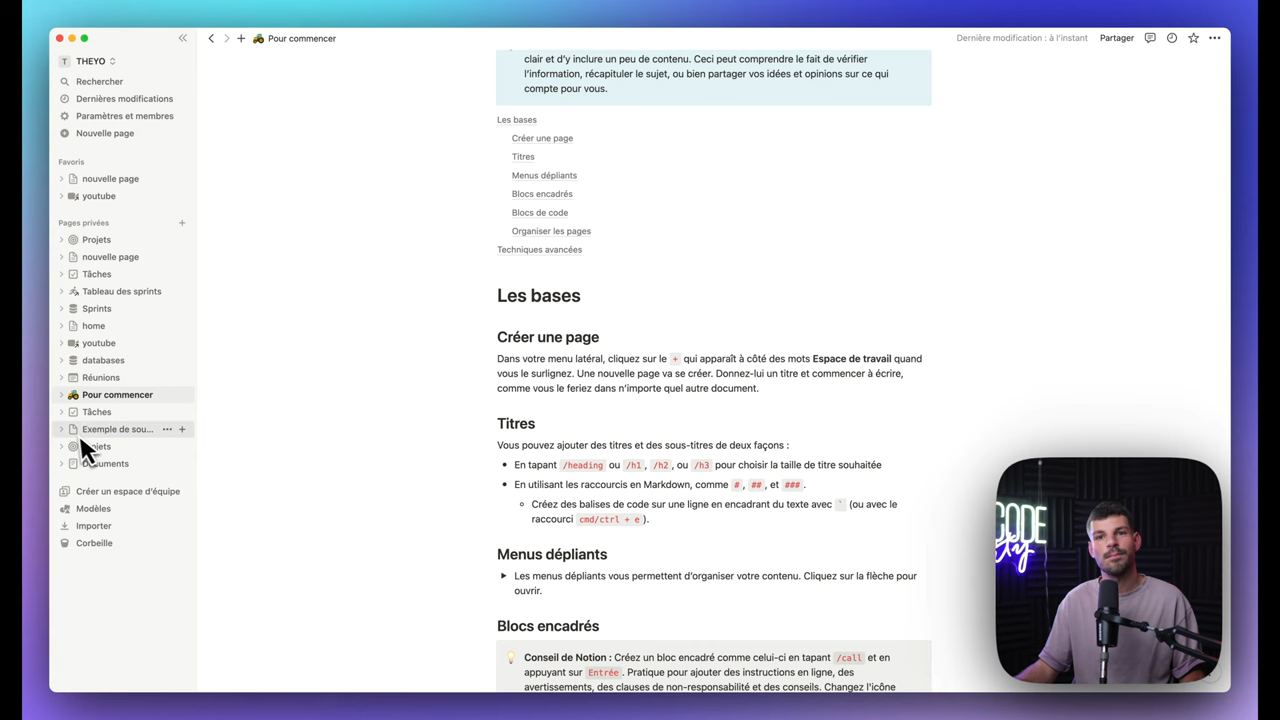 Pour commencer
Dernière modification : à l'instant
Partager
T THEYO
Rechercher
Dernières modifications
Paramètres et membres
Nouvelle page
Favoris
nouvelle page
youtube
Pages privées
Projets
nouvelle page
Tâches
Tableau des sprints
Sprints
home
youtube
databases
Réunions
Pour commencer
Tâches
Exemple de sou...
Documents
Créer un espace d'équipe
Modèles
Importer
Corbeille
clair et d'y inclure un peu de contenu. Ceci peut comprendre le fait de vérifier
l'information, récapituler le sujet, ou bien partager vos idées et opinions sur ce qui
compte pour vous.
Les bases
Créer une page
Titres
Menus dépliants
Blocs encadrés
Blocs de code
Organiser les pages
Techniques avancées
Les bases
Créer une page
Dans votre menu latéral, cliquez sur le + qui apparaît à côté des mots Espace de travail quand
vous le surlignez. Une nouvelle page va se créer. Donnez-lui un titre et commencer à écrire,
comme vous le feriez dans n'importe quel autre document.
Titres
Vous pouvez ajouter des titres et des sous-titres de deux façons :
• En tapant /heading ou /h1 , /h2 , ou /h3 pour choisir la taille de titre souhaitée
• En utilisant les raccourcis en Markdown, comme # , ## , et ### .
Créez des balises de code sur une ligne en encadrant du texte avec ` (ou avec le
raccourci cmd/ctrl + e ).
Menus dépliants
Les menus dépliants vous permettent d'organiser votre contenu. Cliquez sur la flèche pour
ouvrir.
Blocs encadrés
Conseil de Notion : Créez un bloc encadré comme celui-ci en tapant /call et en
appuyant sur Entrée . Pratique pour ajouter des instructions en ligne, des
avertissements, des clauses de non-responsabilité et des conseils. Changez l'icône
CODE